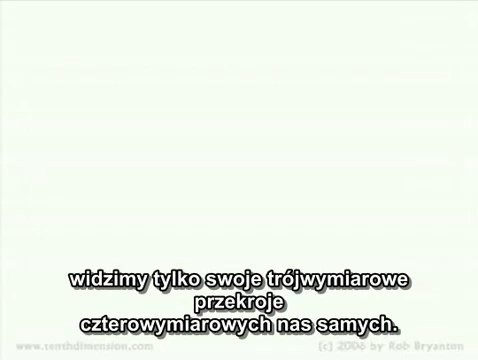 widzimy tylko swoje trójwymiarowe
przekroje
czterowymiarowych nas samych.
www.tenthdimension.com (c) 2006 by Rob Bryanton